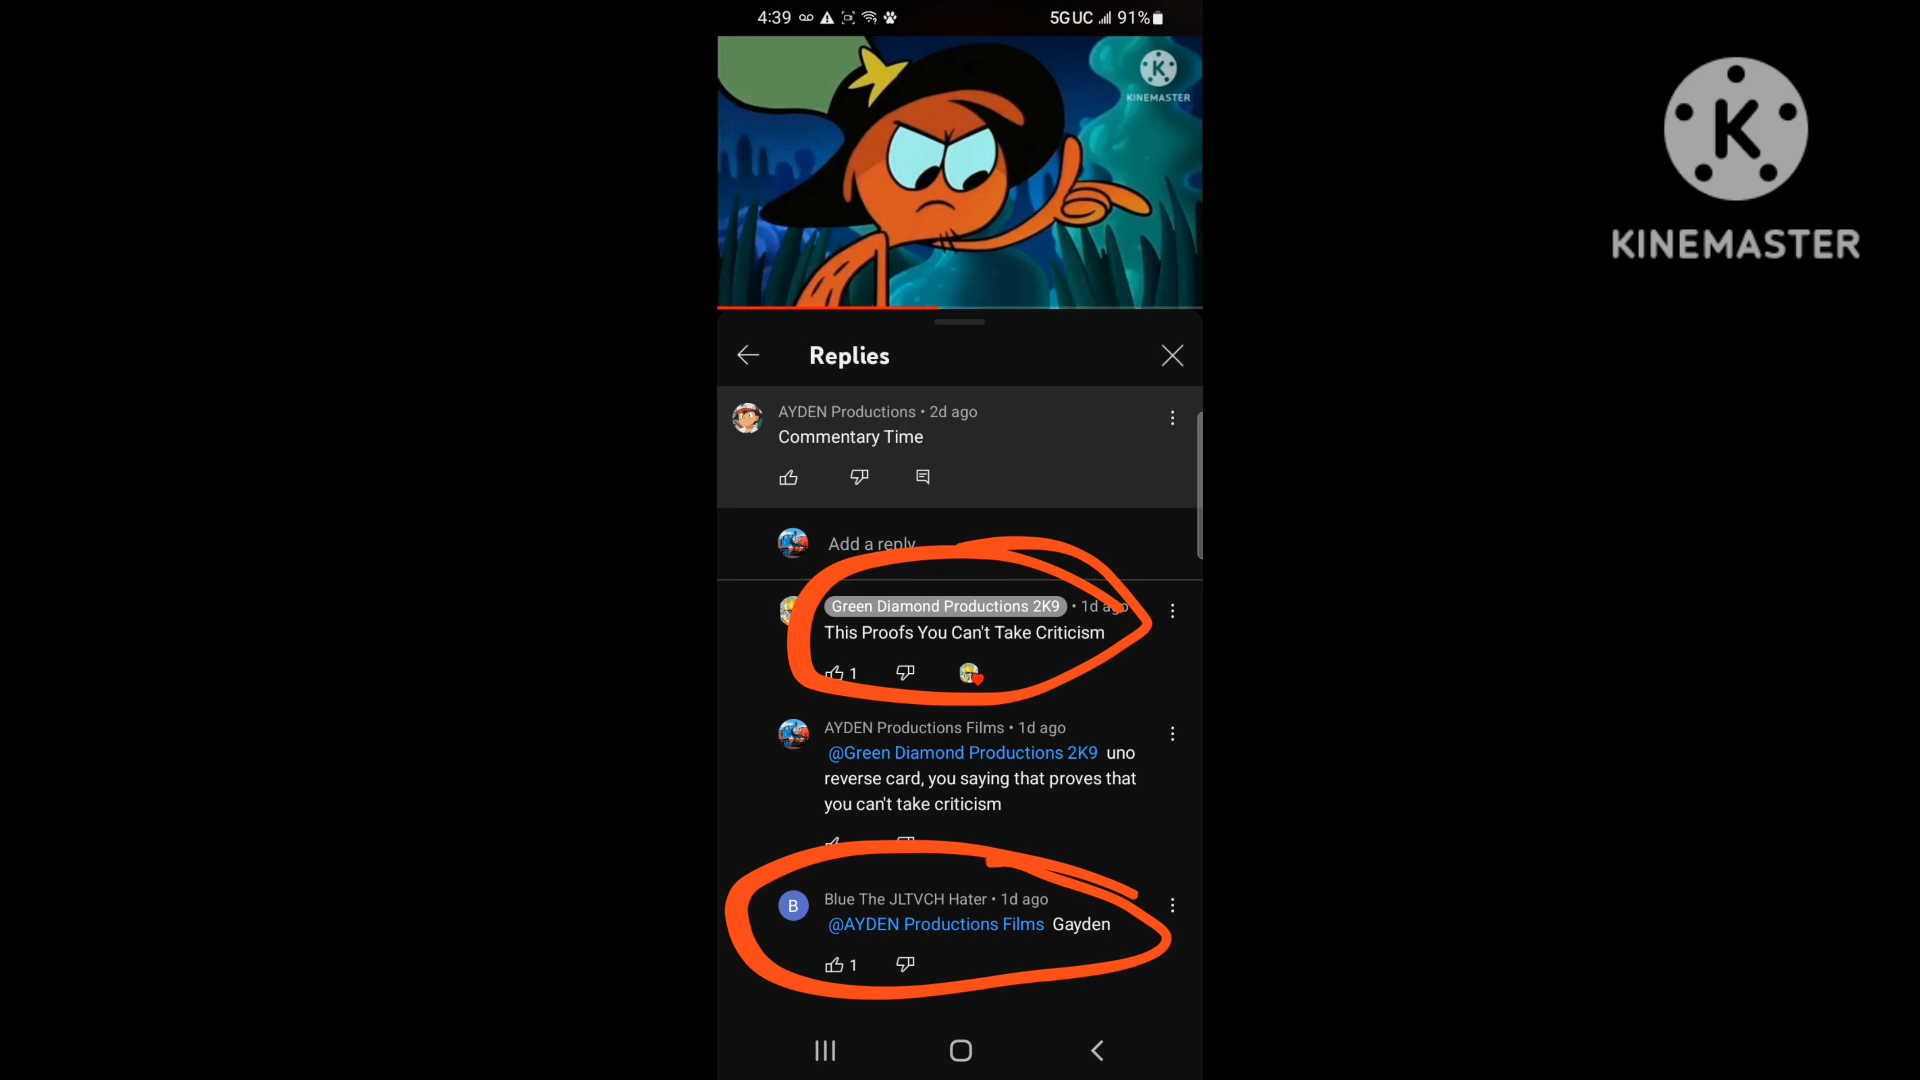 4:39
5GUC 91%
K
KINEMASTER
K
KINEMASTER
Replies
AYDEN Productions • 2d ago
Commentary Time
Add a reply
Green Diamond Productions 2K9 • 1d ago
This Proofs You Can't Take Criticism
1
AYDEN Productions Films • 1d ago
@Green Diamond Productions 2K9 uno
reverse card, you saying that proves that
you can't take criticism
B
Blue The JLTVCH Hater • 1d ago
@AYDEN Productions Films Gayden
1